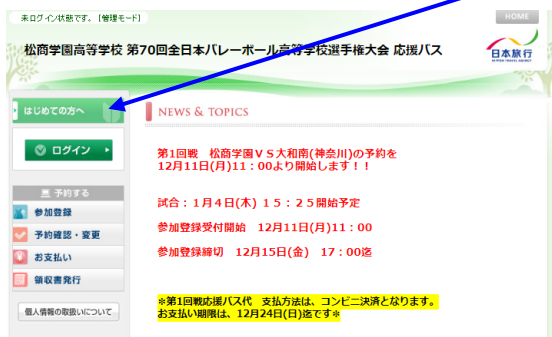 未ログイン状態です。［管理モード］
HOME
松商学園高等学校 第70回全日本バレーボール高等学校選手権大会 応援バス
日本旅行
NIPPON TRAVEL AGENCY
はじめての方へ
NEWS & TOPICS
ログイン
第1回戦　松商学園ＶＳ大和南(神奈川)の予約を
12月11日(月)11：00より開始します！！
予約する
試合：１月４日(木) １５：２５開始予定
参加登録
参加登録受付開始　12月11日(月)11：00
予約確認・変更
参加登録締切　12月15日(金)　17：00迄
お支払い
領収書発行
＊第1回戦応援バス代　支払方法は、コンビニ決済となります。
個人情報の取扱いについて
お支払い期限は、12月24日(日)迄です＊